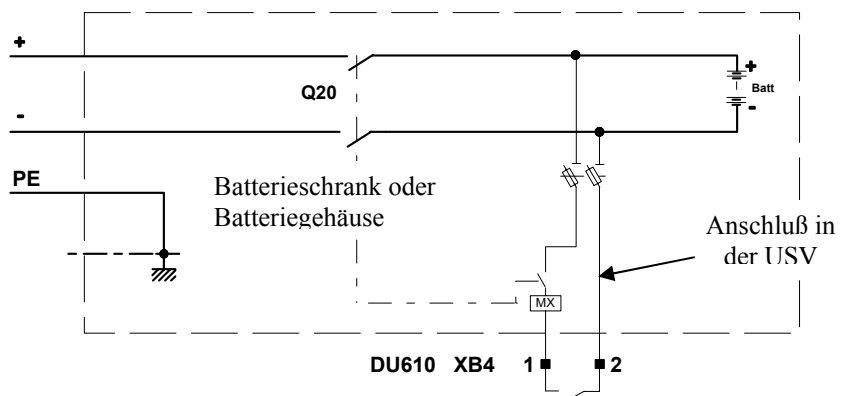 +
Q20
+
Batt
-
-
PE
Batterieschrank oder
Batteriegehäuse
Anschluß in
der USV
MX
DU610 XB4 1 2